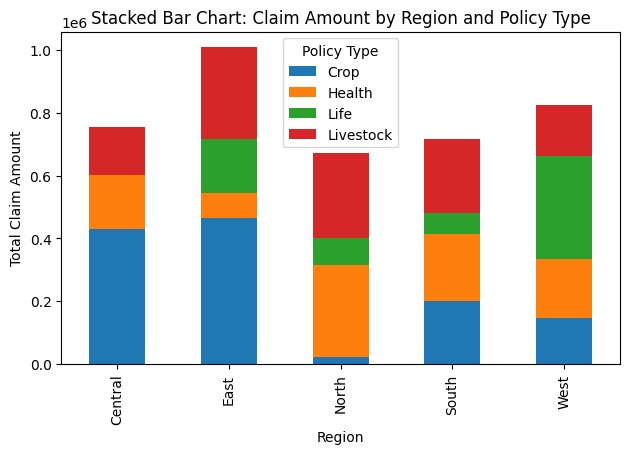 Stacked Bar Chart: Claim Amount by Region and Policy Type
1e6
Policy Type
Crop
Health
Life
Livestock
1.0
0.8
0.6
0.4
0.2
0.0
Total Claim Amount
Central
East
North
South
West
Region